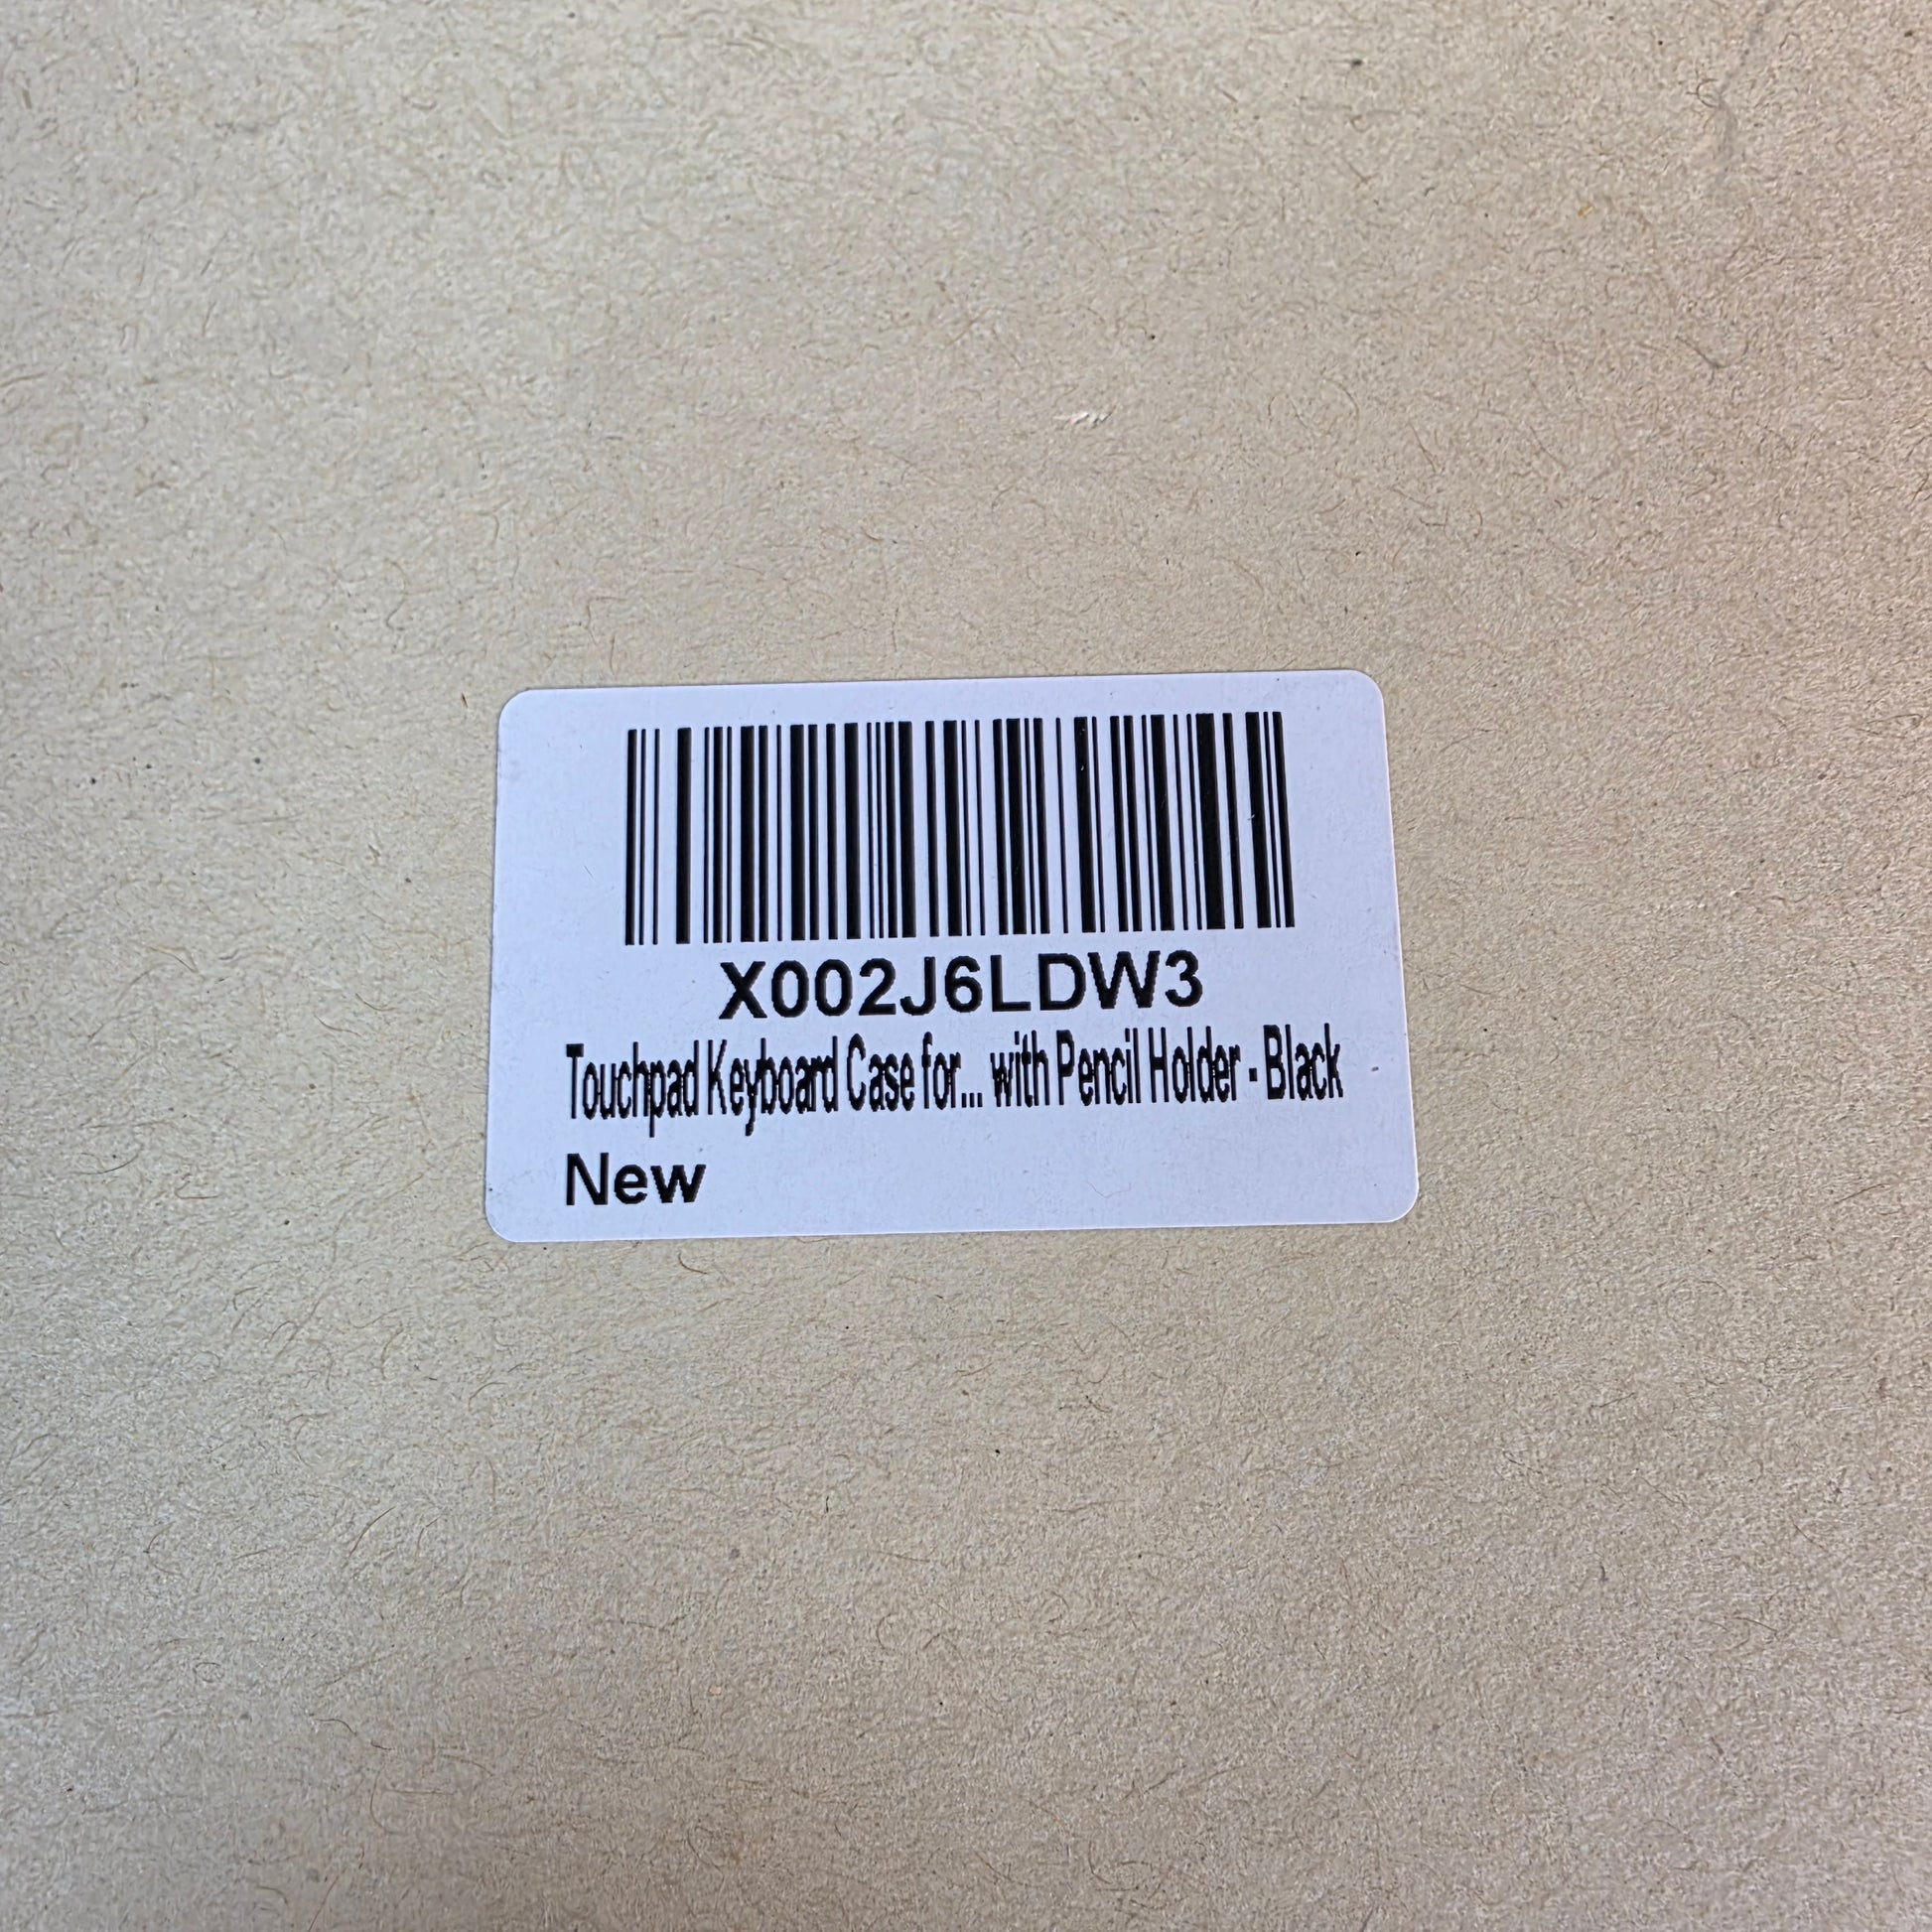 X002J6LDW3
Touchpad Keyboard Case for... with Pencil Holder - Black
New